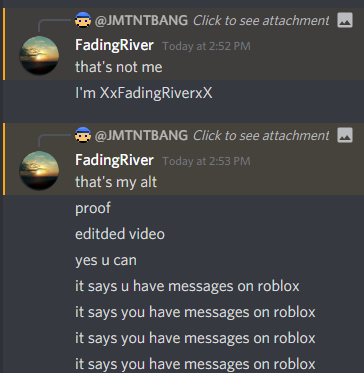 @JMTNTBANG Click to see attachment
FadingRiver Today at 2:52 PM
that's not me
I'm XxFadingRiverxX
@JMTNTBANG Click to see attachment
FadingRiver Today at 2:53 PM
that's my alt
proof
editded video
yes u can
it says u have messages on roblox
it says you have messages on roblox
it says you have messages on roblox
it says you have messages on roblox